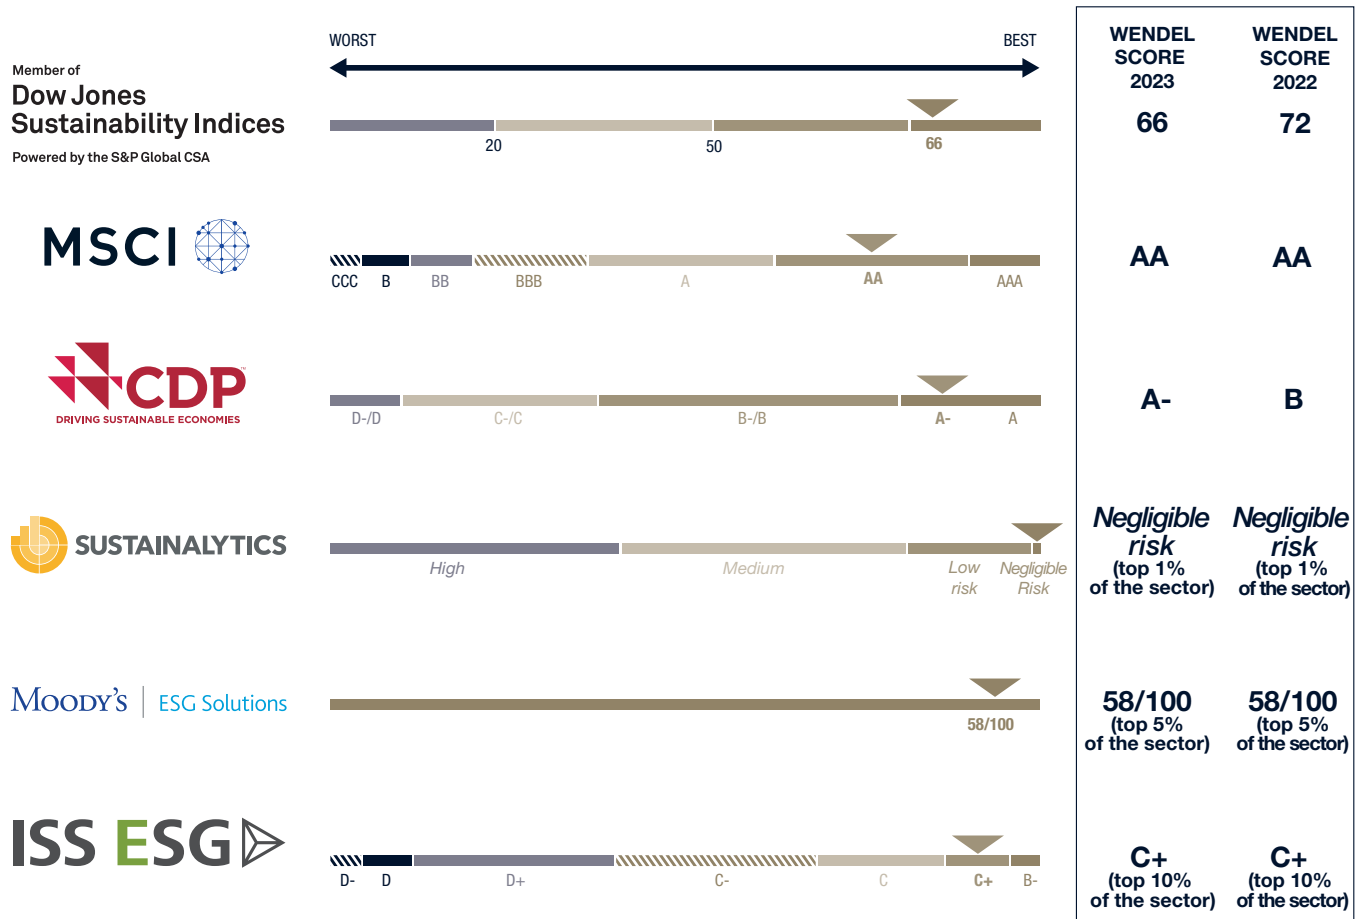 WORST
BEST
WENDEL
SCORE
2023
WENDEL
SCORE
2022
Member of
Dow Jones
Sustainability Indices
Powered by the S&P Global CSA
20
50
66
66
72
MSCI
CCC
B
BB
BBB
A
AA
AAA
AA
AA
CDP™
DRIVING SUSTAINABLE ECONOMIES
D-/D
C-/C
B-/B
A-
A
A-
B
SUSTAINALYTICS
High
Medium
Low
risk
Negligible
Risk
Negligible
risk
(top 1%
of the sector)
Negligible
risk
(top 1%
of the sector)
MOODY'S
ESG Solutions
58/100
58/100
(top 5%
of the sector)
58/100
(top 5%
of the sector)
ISS ESG
D-
D
D+
C-
C
C+
B-
C+
(top 10%
of the sector)
C+
(top 10%
of the sector)